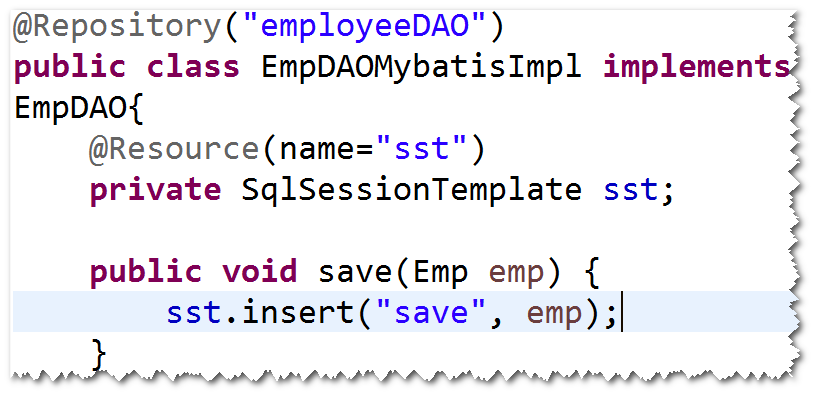 @Repository("employeeDAO")
public class EmpDAOMybatisImpl implements
EmpDAO{
    @Resource(name="sst")
    private SqlSessionTemplate sst;

    public void save(Emp emp) {
        sst.insert("save", emp);
    }